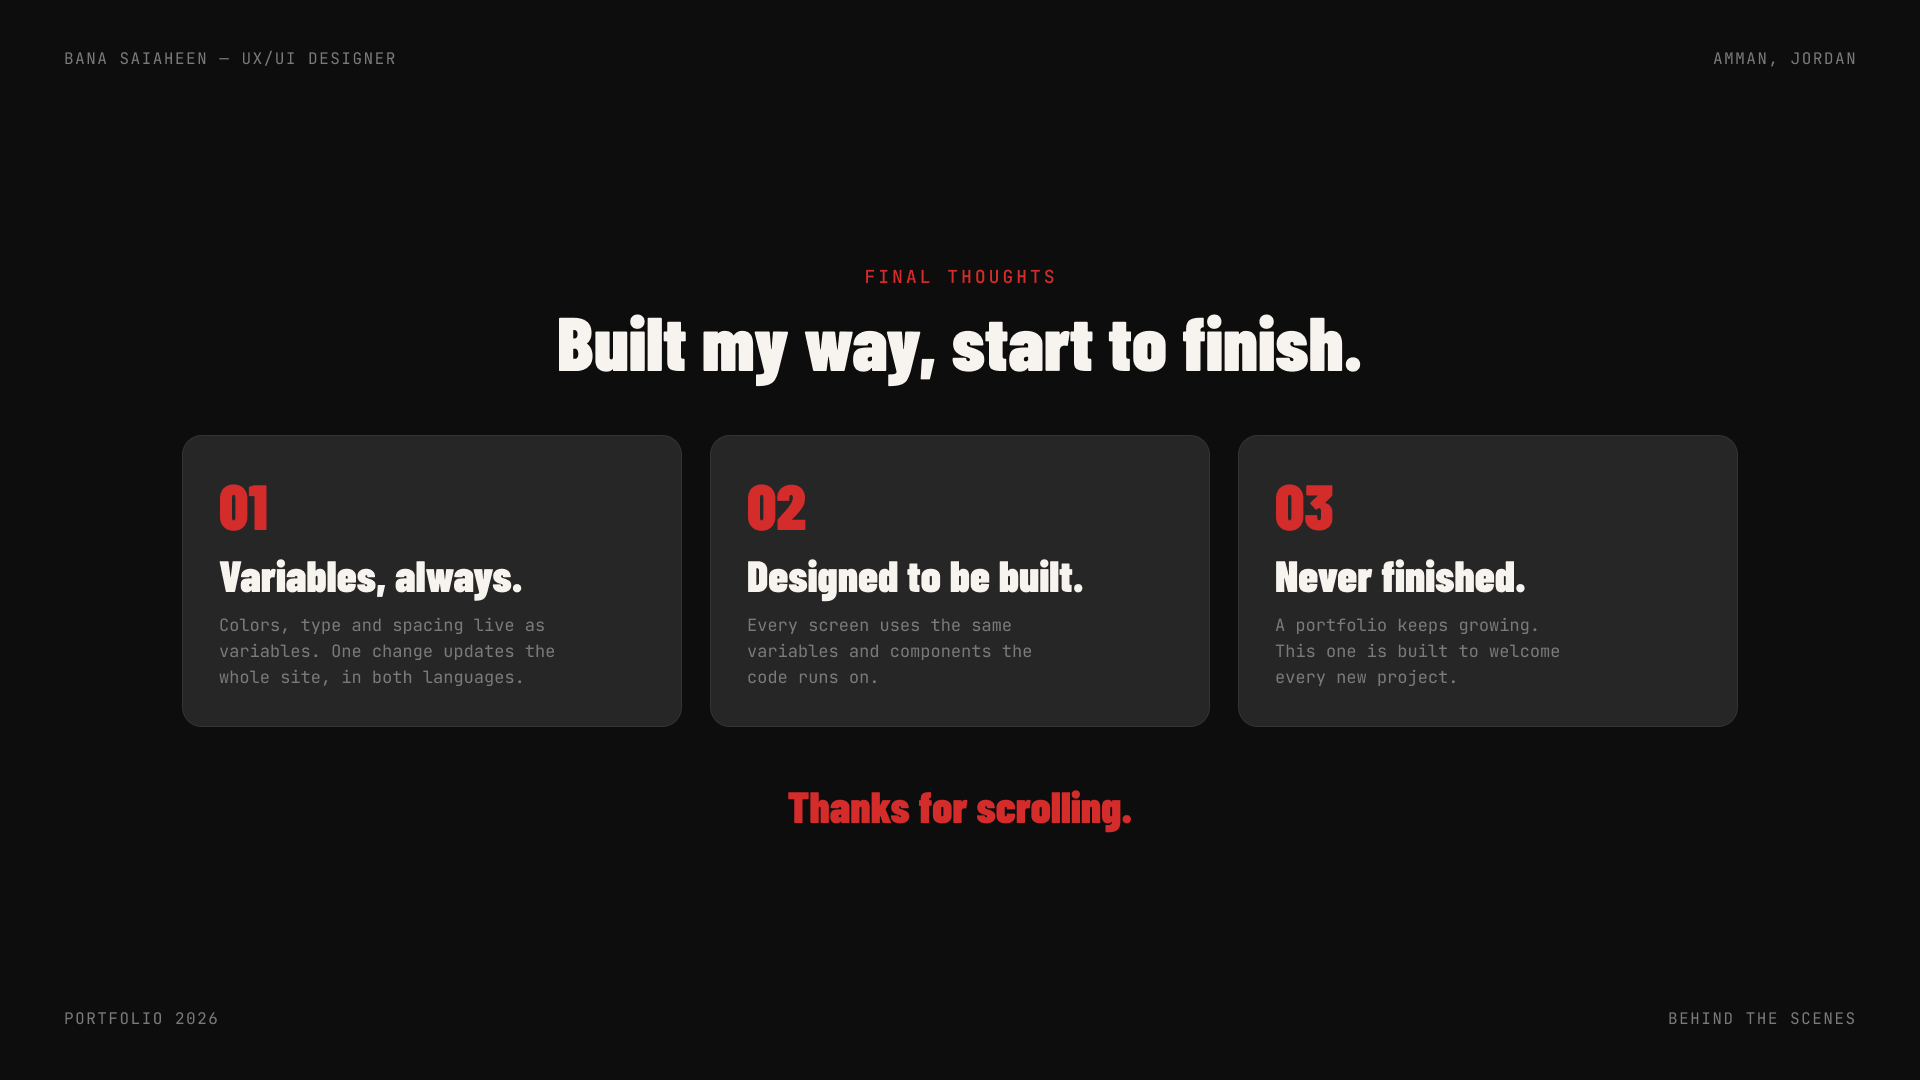 BANA SAIAHEEN — UX/UI DESIGNER
AMMAN, JORDAN
FINAL THOUGHTS
Built my way, start to finish.
01
Variables, always.
Colors, type and spacing live as
variables. One change updates the
whole site, in both languages.
02
Designed to be built.
Every screen uses the same
variables and components the
code runs on.
03
Never finished.
A portfolio keeps growing.
This one is built to welcome
every new project.
Thanks for scrolling.
PORTFOLIO 2026
BEHIND THE SCENES